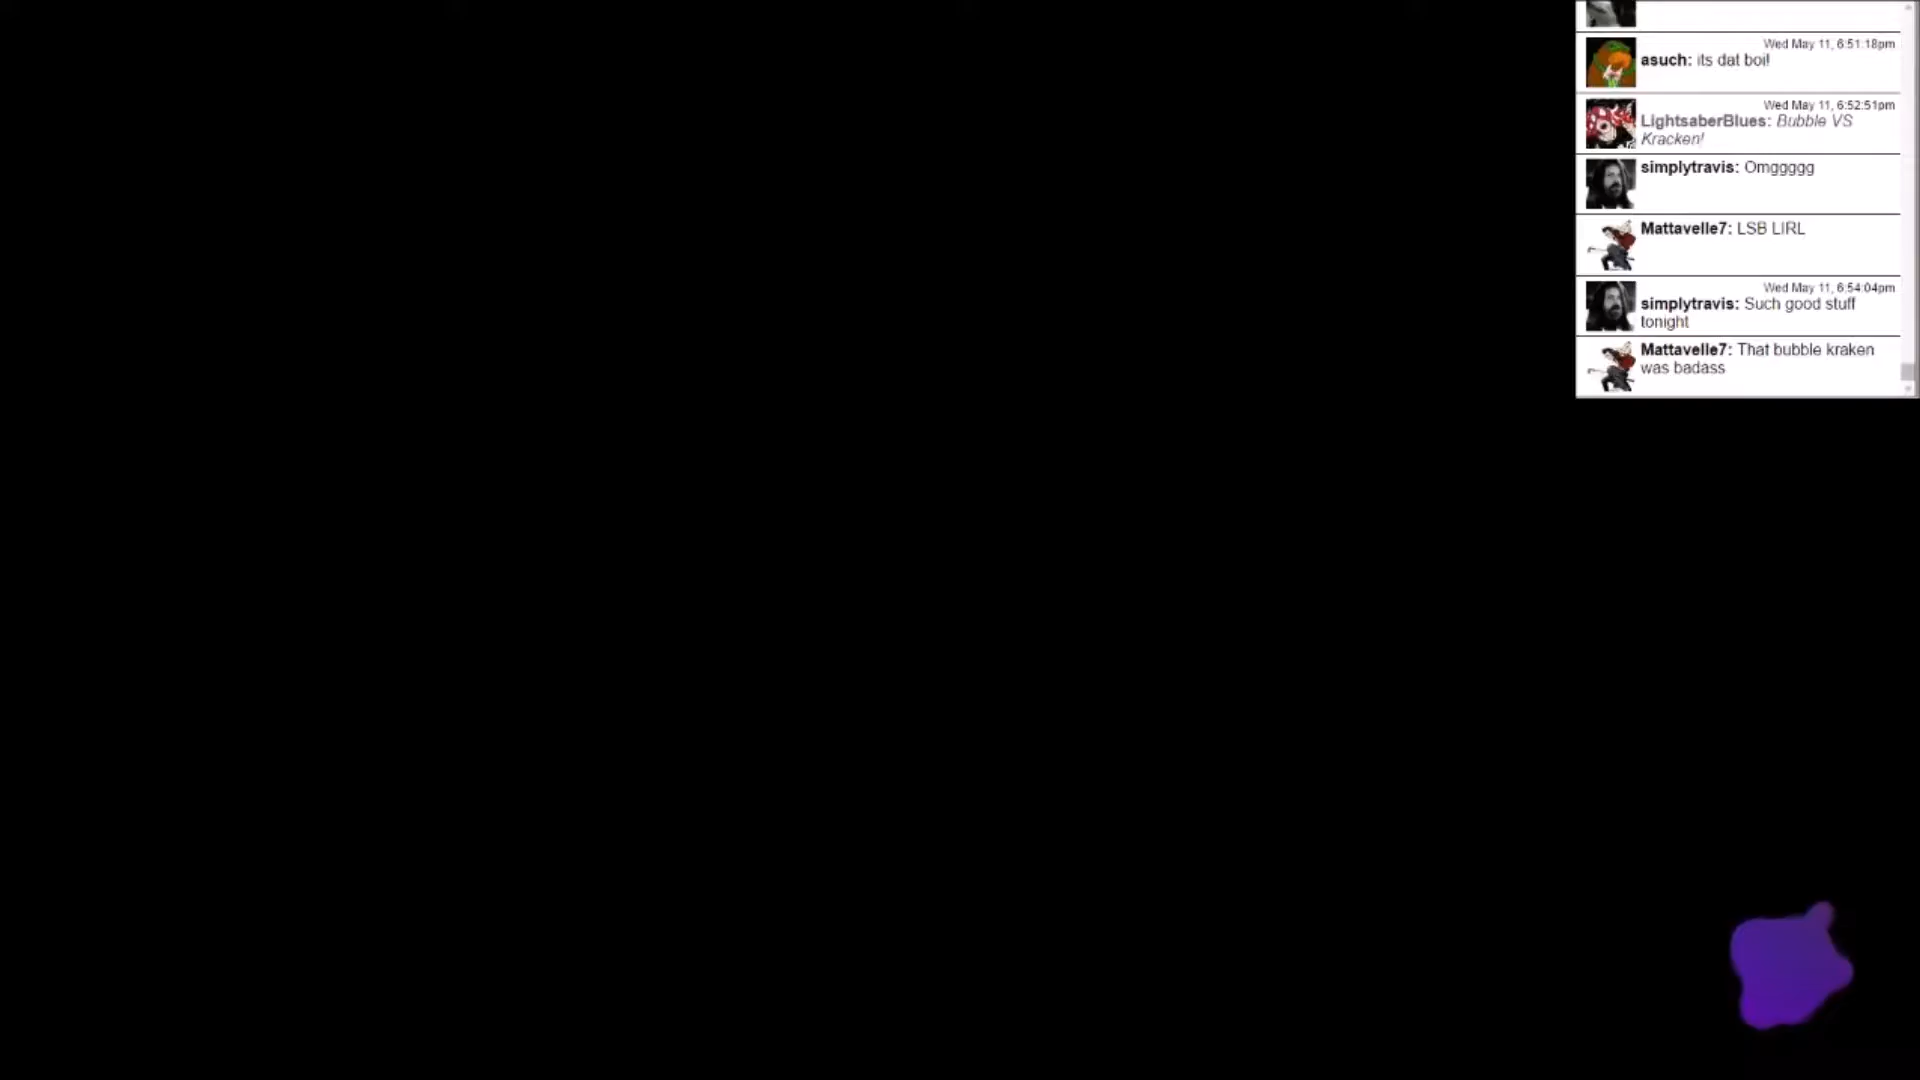 Wed May 11, 6:51:18pm
asuch: its dat boi!
Wed May 11, 6:52:51pm
LightsaberBlues: Bubble VS
Kracken!
simplytravis: Omggggg
Mattavelle7: LSB LIRL
Wed May 11, 6:54:04pm
simplytravis: Such good stuff
tonight
Mattavelle7: That bubble kraken
was badass